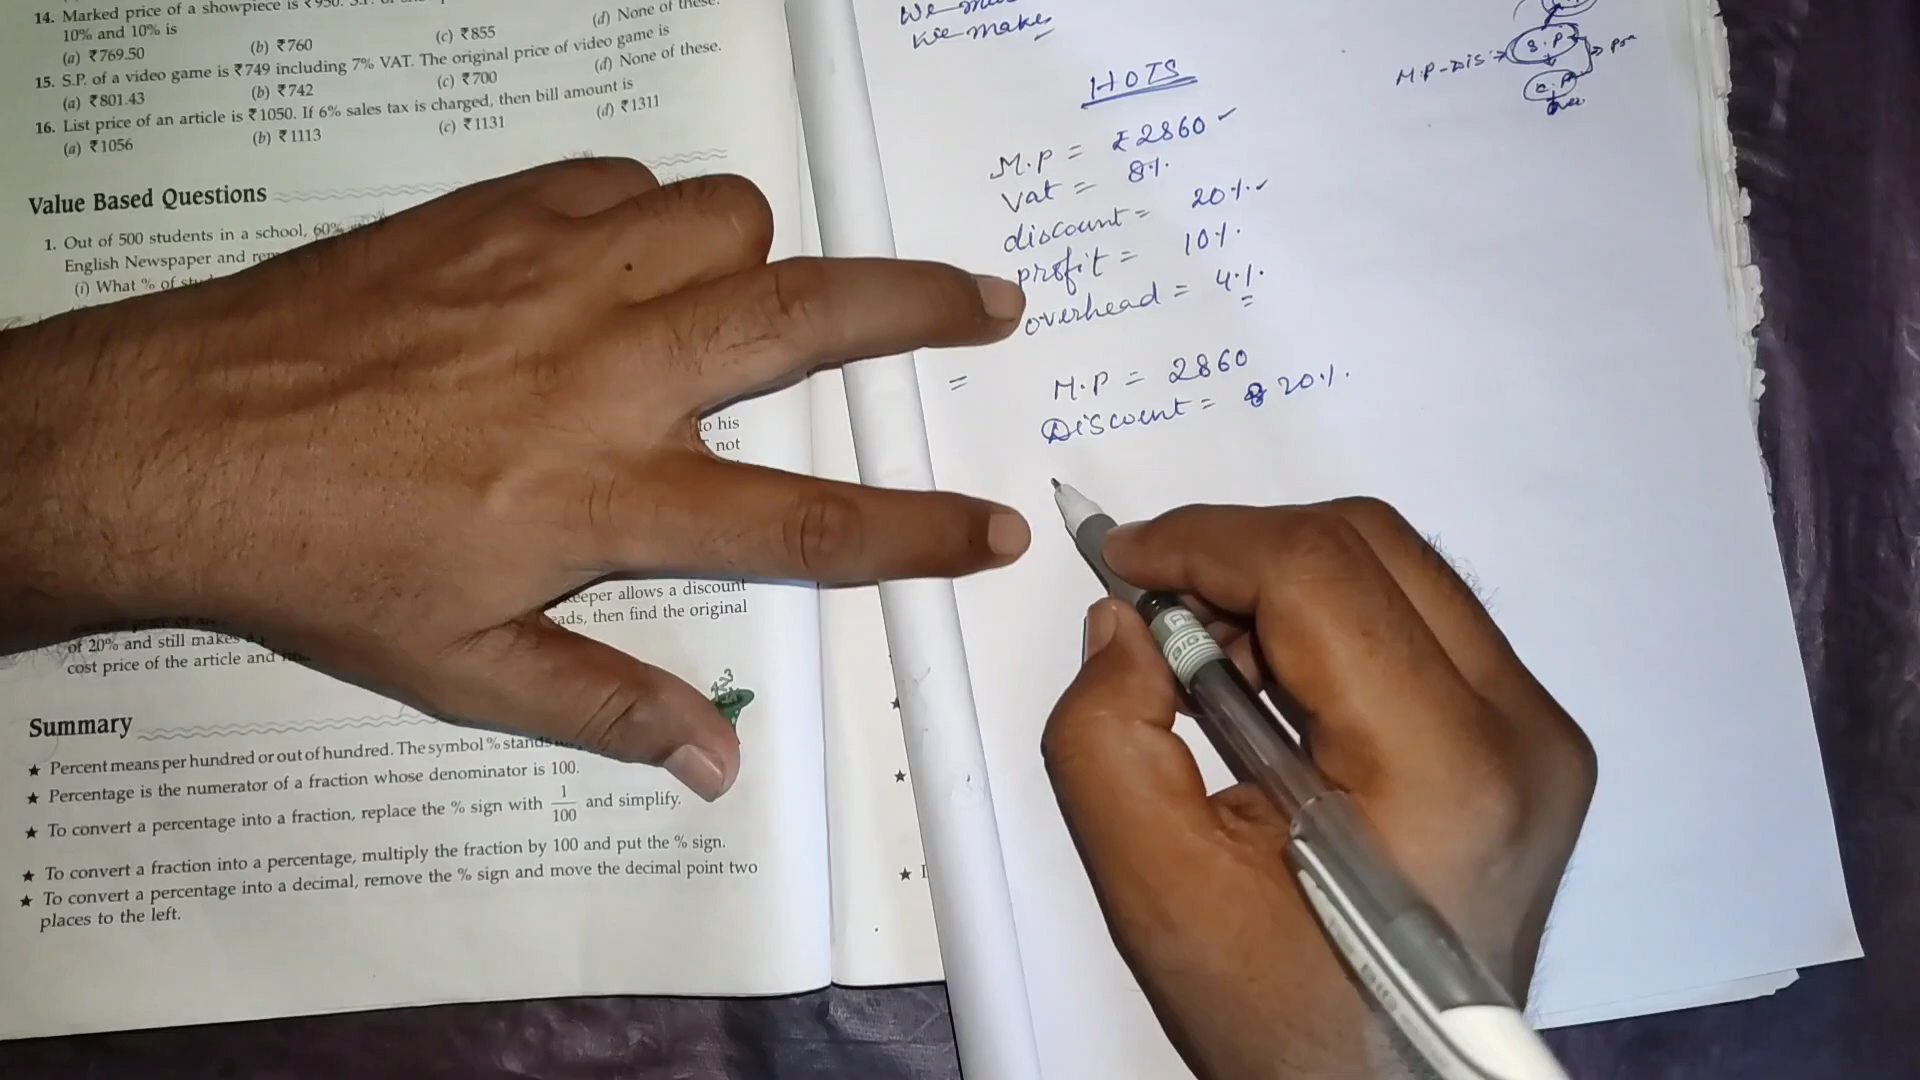 14. Marked price of a showpiece is ₹950. S.P.
10% and 10% is
(a) ₹769.50 (b) ₹760 (c) ₹855 (d) None of these.
15. S.P. of a video game is ₹749 including 7% VAT. The original price of video game is
(a) ₹801.43 (b) ₹742 (c) ₹700 (d) None of these.
16. List price of an article is ₹1050. If 6% sales tax is charged, then bill amount is
(a) ₹1056 (b) ₹1113 (c) ₹1131 (d) ₹1311
Value Based Questions
1. Out of 500 students in a school, 60%
English Newspaper and
(i) What % of
to his
not
allows a discount
then find the original
of 20% and still makes
cost price of the article and
Summary
★ Percent means per hundred or out of hundred. The symbol % stands
★ Percentage is the numerator of a fraction whose denominator is 100.
★ To convert a percentage into a fraction, replace the % sign with 1/100 and simplify.
★ To convert a fraction into a percentage, multiply the fraction by 100 and put the % sign.
★ To convert a percentage into a decimal, remove the % sign and move the decimal point two
places to the left.
We
we make
HOTS
M.P = ₹2860 ✓
Vat = 8%.
discount = 20%. ✓
profit = 10%.
overhead = 4%.
= M.P = 2860
Discount = 20%.
M.P-Dis → S.P
C.P